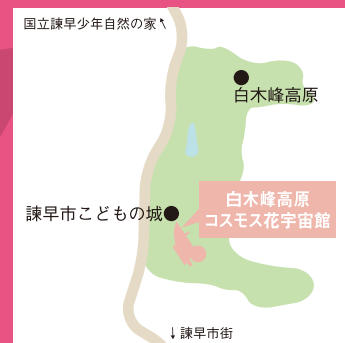 国立諫早少年自然の家↖
白木峰高原
諫早市こどもの城
白木峰高原
コスモス花宇宙館
↓諫早市街